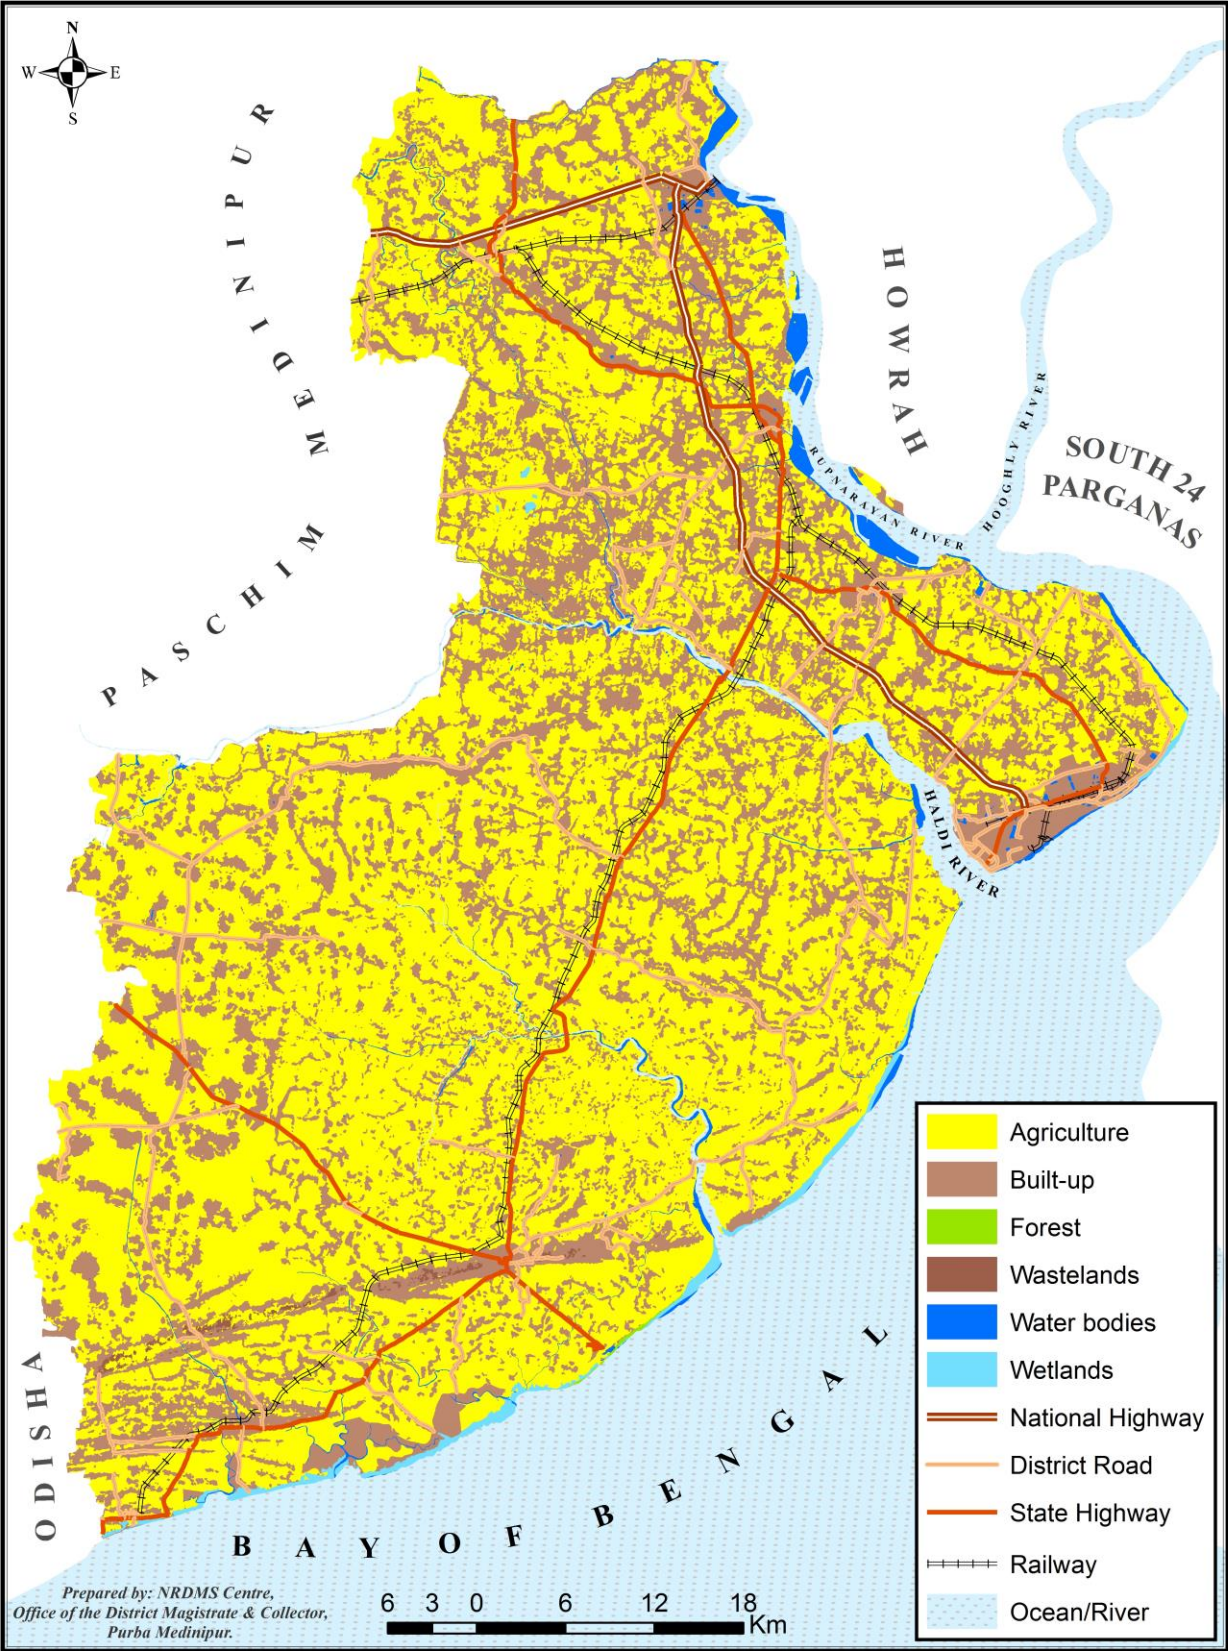 N
W E
S
PASCHIM MEDINIPUR
HOWRAH
SOUTH 24
PARGANAS
HOOGHLY RIVER
RUPNARAYAN RIVER
HALDI RIVER
ODISHA
BAY OF BENGAL
Agriculture
Built-up
Forest
Wastelands
Water bodies
Wetlands
National Highway
District Road
State Highway
Railway
Ocean/River
Prepared by: NRDMS Centre,
Office of the District Magistrate & Collector,
Purba Medinipur.
6 3 0 6 12 18
Km